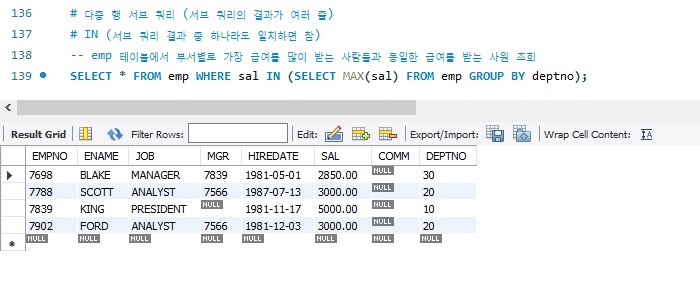 136 # 다중 행 서브 쿼리 (서브 쿼리의 결과가 여러 줄)
137 # IN (서브 쿼리 결과 중 하나라도 일치하면 참)
138 -- emp 테이블에서 부서별로 가장 급여를 많이 받는 사람들과 동일한 급여를 받는 사원 조회
139 SELECT * FROM emp WHERE sal IN (SELECT MAX(sal) FROM emp GROUP BY deptno);
Result Grid Filter Rows: Edit: Export/Import: Wrap Cell Content: IA
EMPNO ENAME JOB MGR HIREDATE SAL COMM DEPTNO
7698 BLAKE MANAGER 7839 1981-05-01 2850.00 NULL 30
7788 SCOTT ANALYST 7566 1987-07-13 3000.00 NULL 20
7839 KING PRESIDENT NULL 1981-11-17 5000.00 NULL 10
7902 FORD ANALYST 7566 1981-12-03 3000.00 NULL 20
NULL NULL NULL NULL NULL NULL NULL NULL